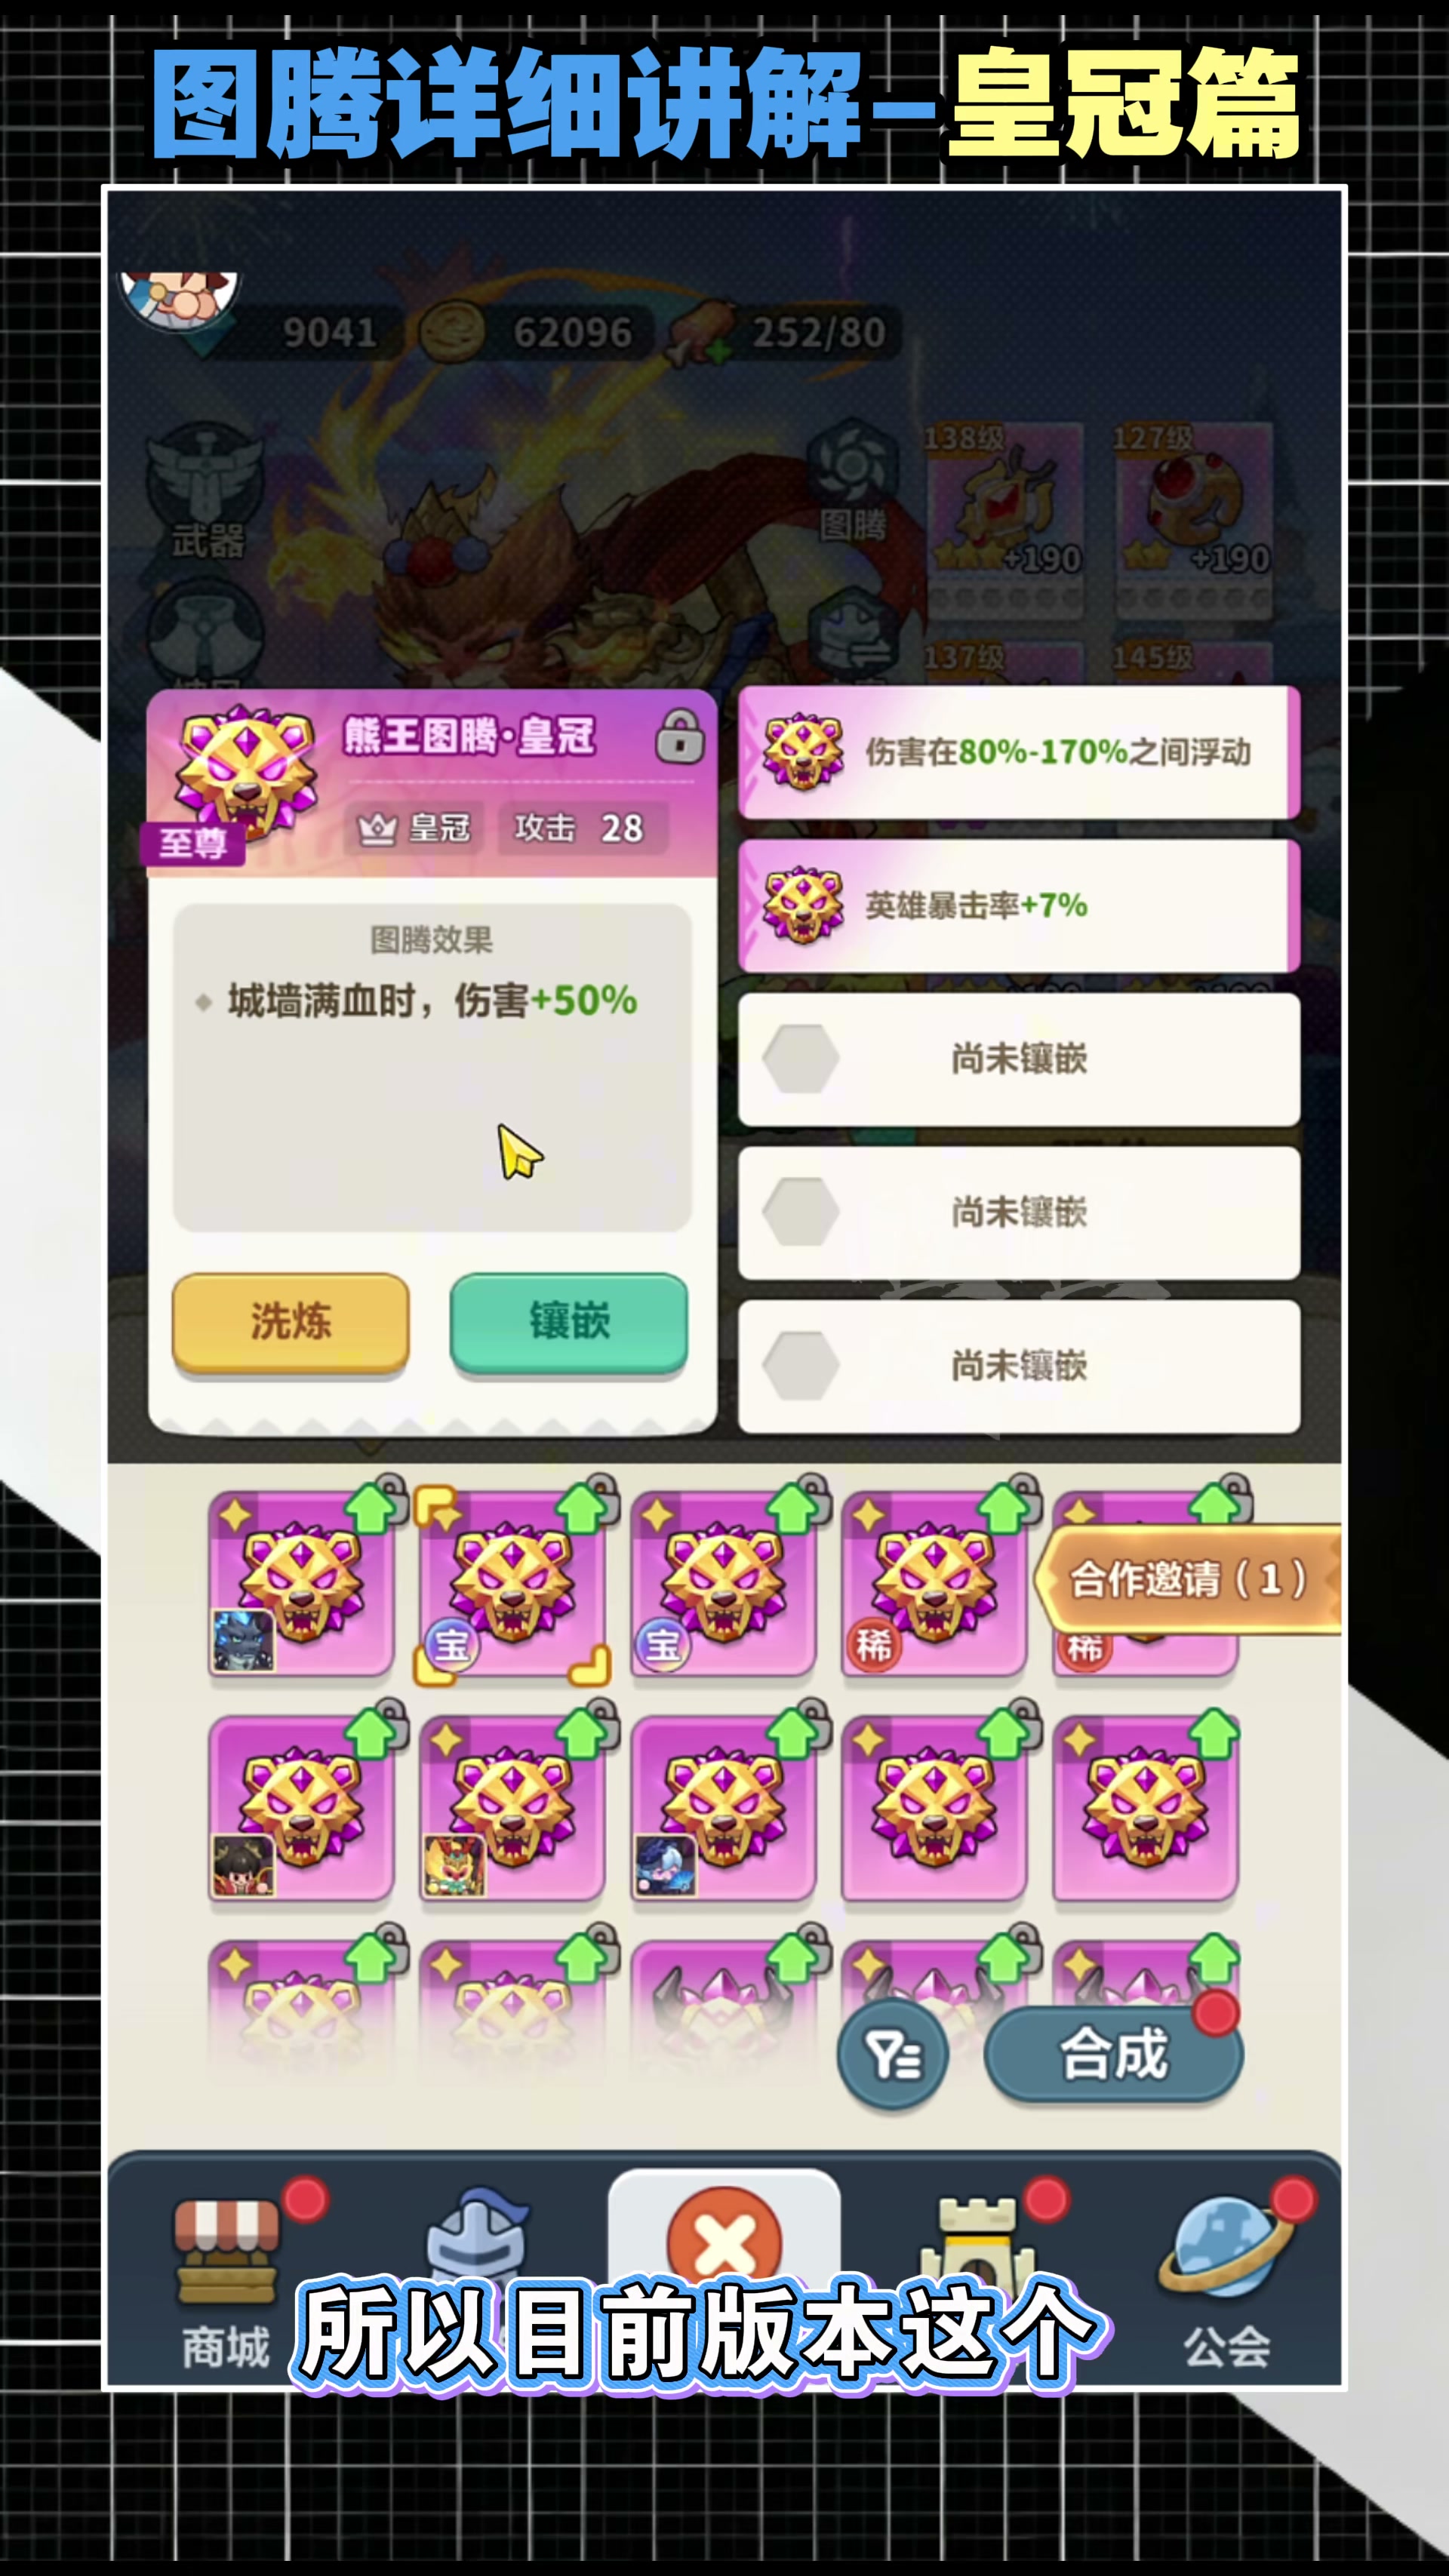 图腾详细讲解-皇冠篇
9041
62096
252/80
武器
图腾
138级
+190
127级
+190
137级
145级
熊王图腾·皇冠
至尊
皇冠
攻击 28
图腾效果
城墙满血时，伤害+50%
洗炼
镶嵌
伤害在80%-170%之间浮动
英雄暴击率+7%
尚未镶嵌
尚未镶嵌
尚未镶嵌
宝
宝
稀
稀
合作邀请（1）
合成
商城
公会
所以目前版本这个